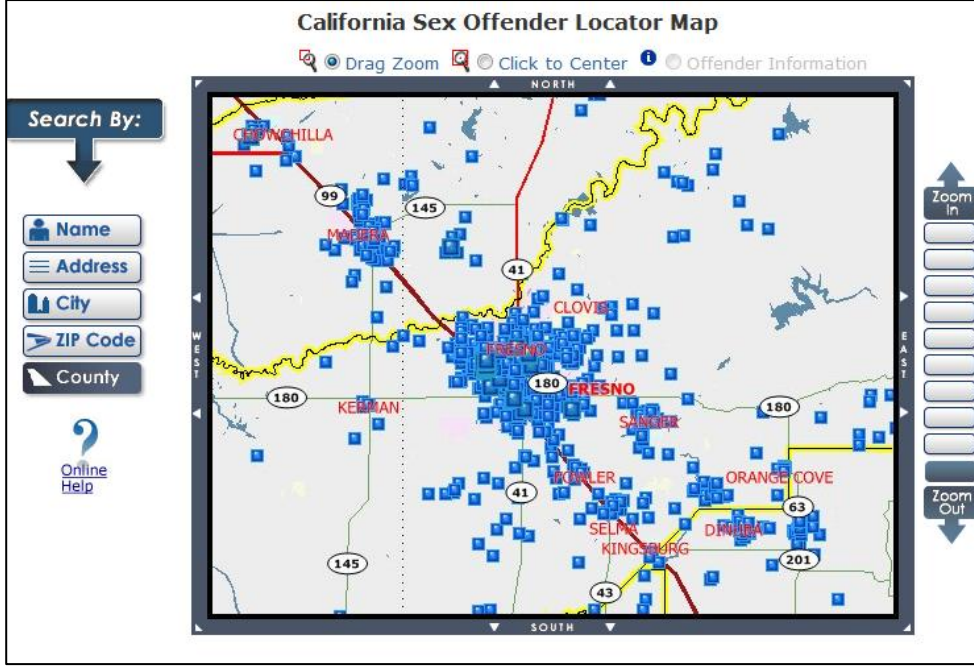 California Sex Offender Locator Map
Drag Zoom Click to Center i Offender Information
NORTH
Search By:
Name
Address
City
ZIP Code
County
Online
Help
WEST
CHOWCHILLA
99
145
MADERA
41
CLOVIS
FRESNO
180
FRESNO
180
KERMAN
180
SANGER
FOWLER
ORANGE COVE
41
63
SELMA
DINUBA
KINGSBURG
145
201
43
EAST
SOUTH
Zoom
In
Zoom
Out